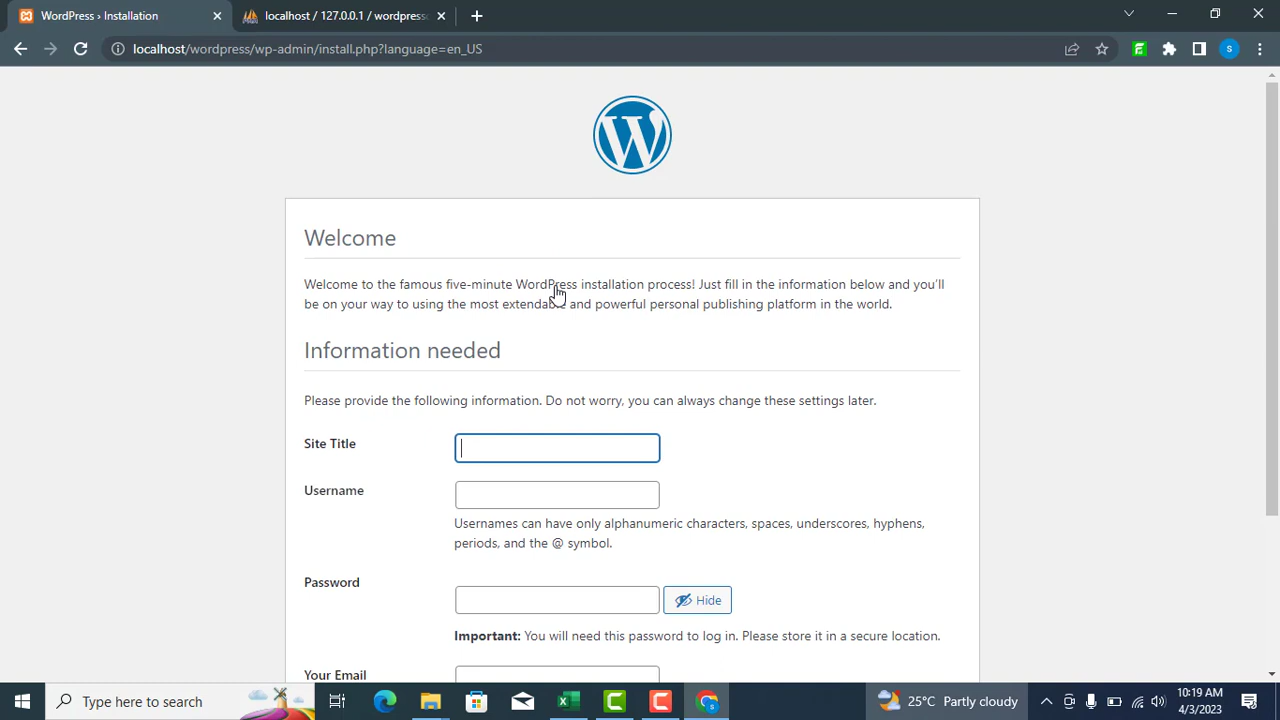 WordPress › Installation
localhost / 127.0.0.1 / wordpress
localhost/wordpress/wp-admin/install.php?language=en_US
S
W
Welcome
Welcome to the famous five-minute WordPress installation process! Just fill in the information below and you'll
be on your way to using the most extendable and powerful personal publishing platform in the world.
Information needed
Please provide the following information. Do not worry, you can always change these settings later.
Site Title
Username
Usernames can have only alphanumeric characters, spaces, underscores, hyphens,
periods, and the @ symbol.
Password
Hide
Important: You will need this password to log in. Please store it in a secure location.
Your Email
Type here to search
25°C Partly cloudy
10:19 AM
4/3/2023